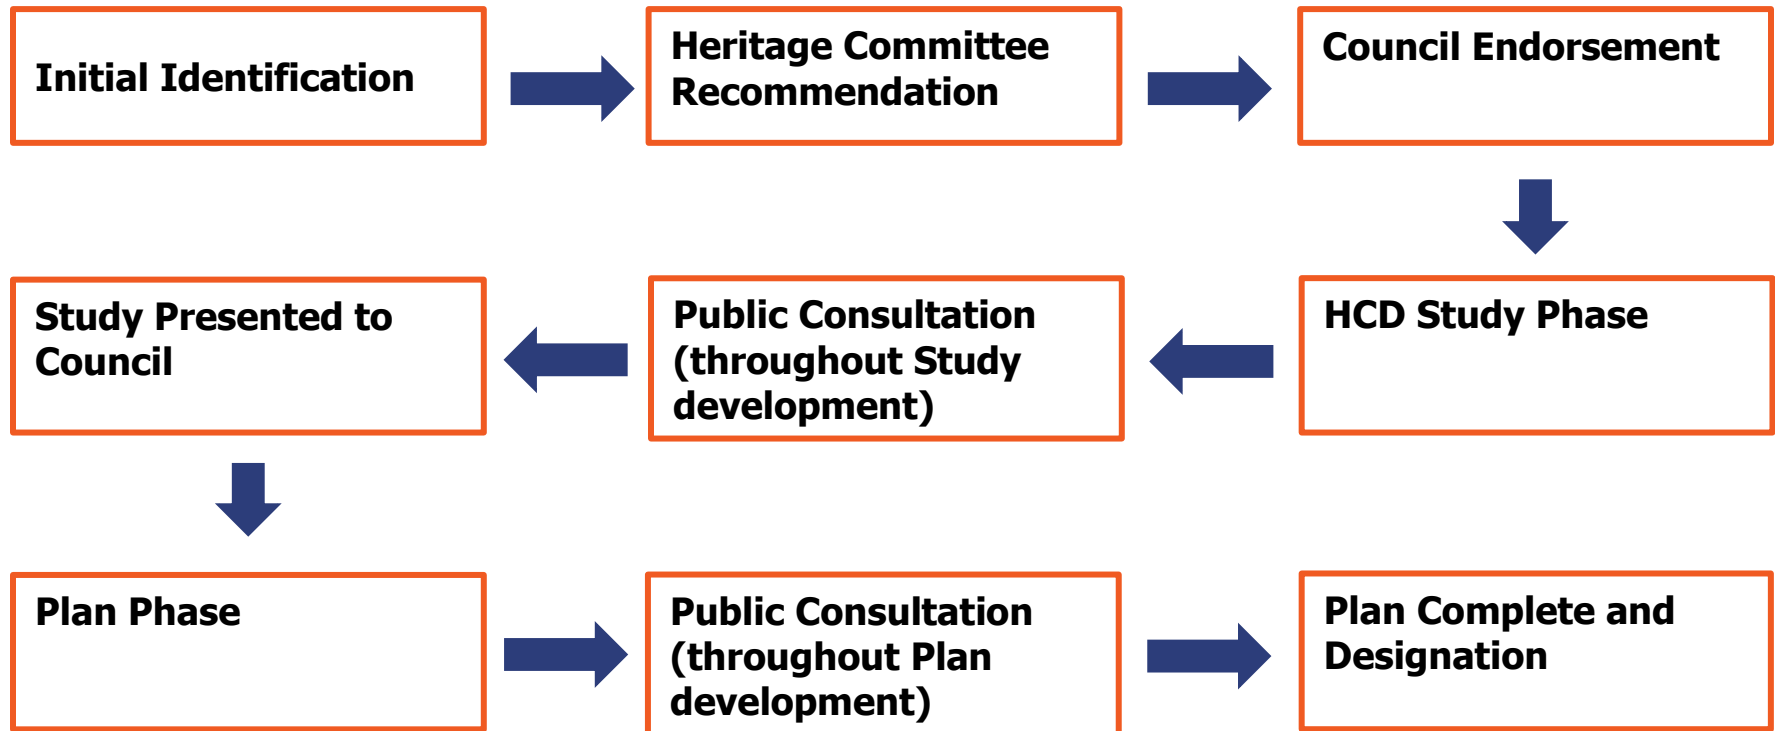 Initial Identification
Heritage Committee
Recommendation
Council Endorsement
HCD Study Phase
Public Consultation
(throughout Study
development)
Study Presented to
Council
Plan Phase
Public Consultation
(throughout Plan
development)
Plan Complete and
Designation